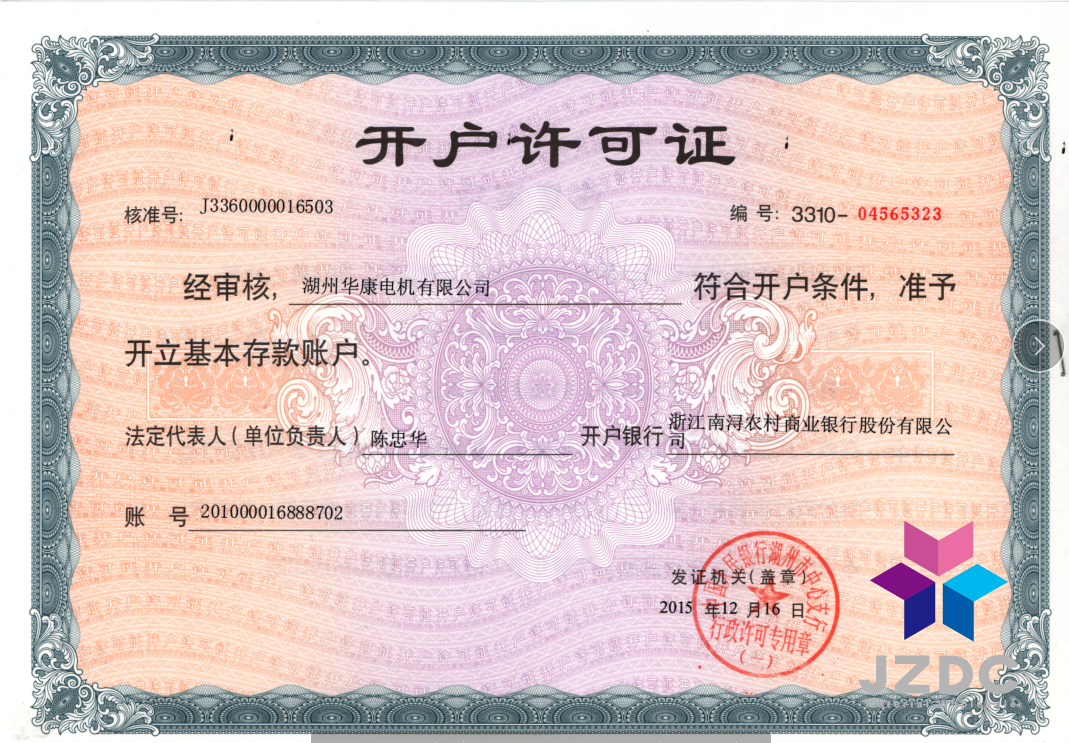 开户许可证
核准号: J3360000016503
编 号: 3310- 04565323
经审核, 湖州华康电机有限公司 符合开户条件, 准予
开立基本存款账户。
法定代表人(单位负责人) 陈忠华 开户银行 浙江南浔农村商业银行股份有限公
司
账 号 201000016888702
中国人民银行湖州市中心支行
发证机关(盖章)
2015 年12 月16 日
行政许可专用章
JZDC